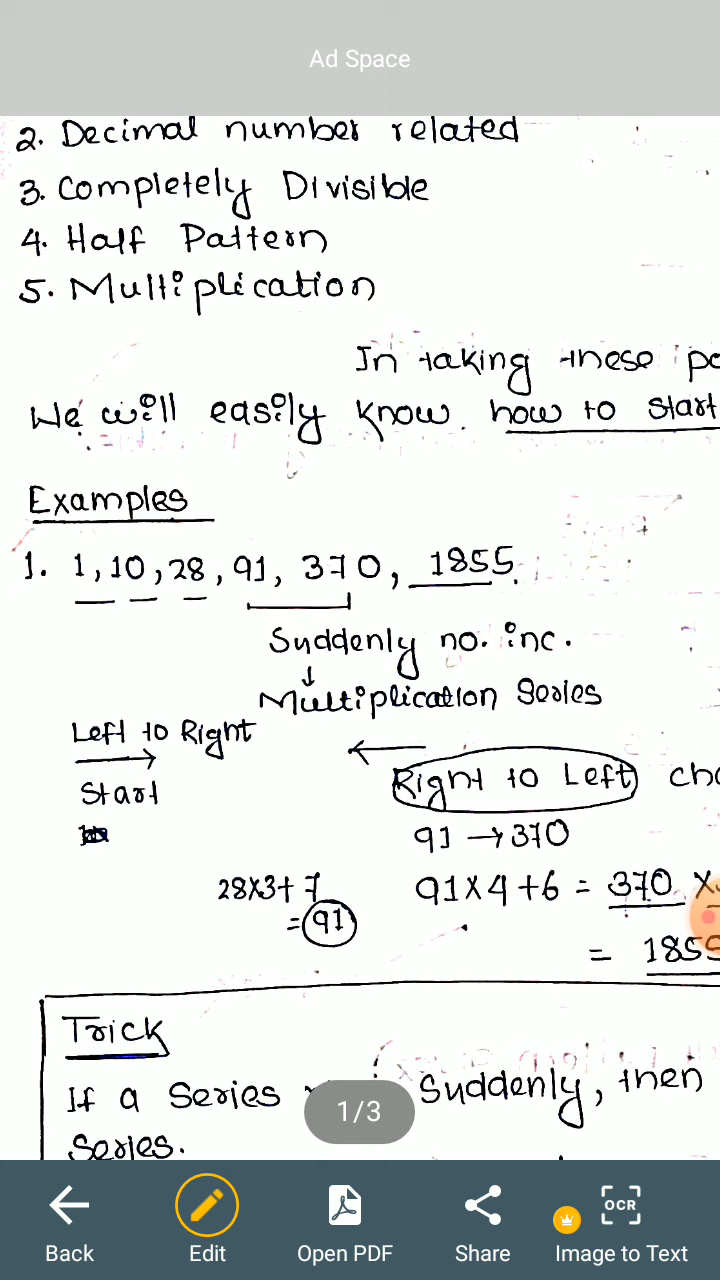 Ad Space
2. Decimal number related
3. Completely Divisible
4. Half Pattern
5. Multiplication
In taking these
We will easily know. how to start
Examples
1. 1, 10, 28, 91, 370, 1855.
Suddenly no. inc.
↓
Multiplication Series
Left to Right
→
Start
←
Right to Left
91 → 370
28×3+7
= 91
91×4+6 = 370 ×
= 1855
Trick
If a Series Suddenly, then
Series.
1/3
Back
Edit
Open PDF
Share
OCR
Image to Text